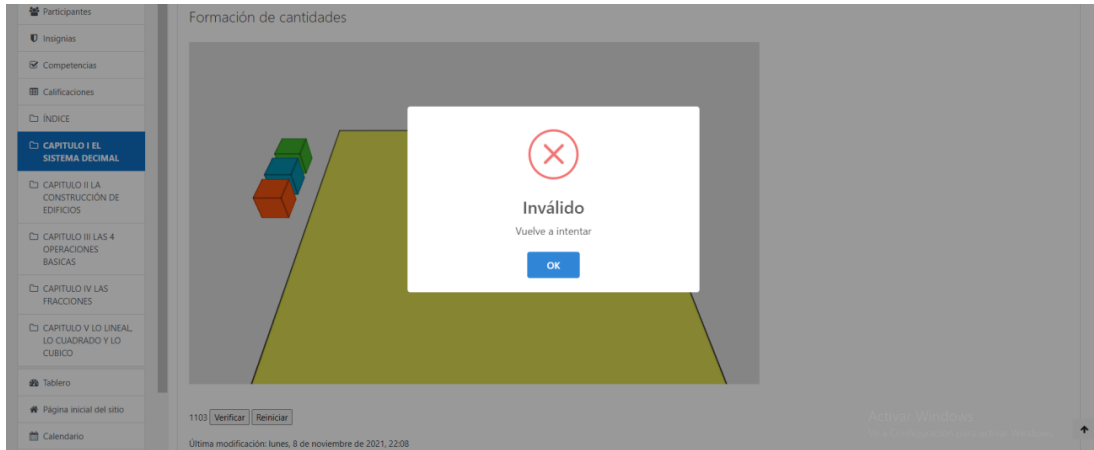 Participantes
Formación de cantidades
Insignias
Competencias
Calificaciones
ÍNDICE
CAPITULO I EL
SISTEMA DECIMAL
CAPITULO II LA
CONSTRUCCIÓN DE
EDIFICIOS
CAPITULO III LAS 4
OPERACIONES
BASICAS
CAPITULO IV LAS
FRACCIONES
CAPITULO V LO LINEAL,
LO CUADRADO Y LO
CUBICO
Tablero
Página inicial del sitio
Calendario
Inválido
Vuelve a intentar
OK
1103 Verificar Reiniciar
Última modificación: lunes, 8 de noviembre de 2021, 22:08
Activar Windows